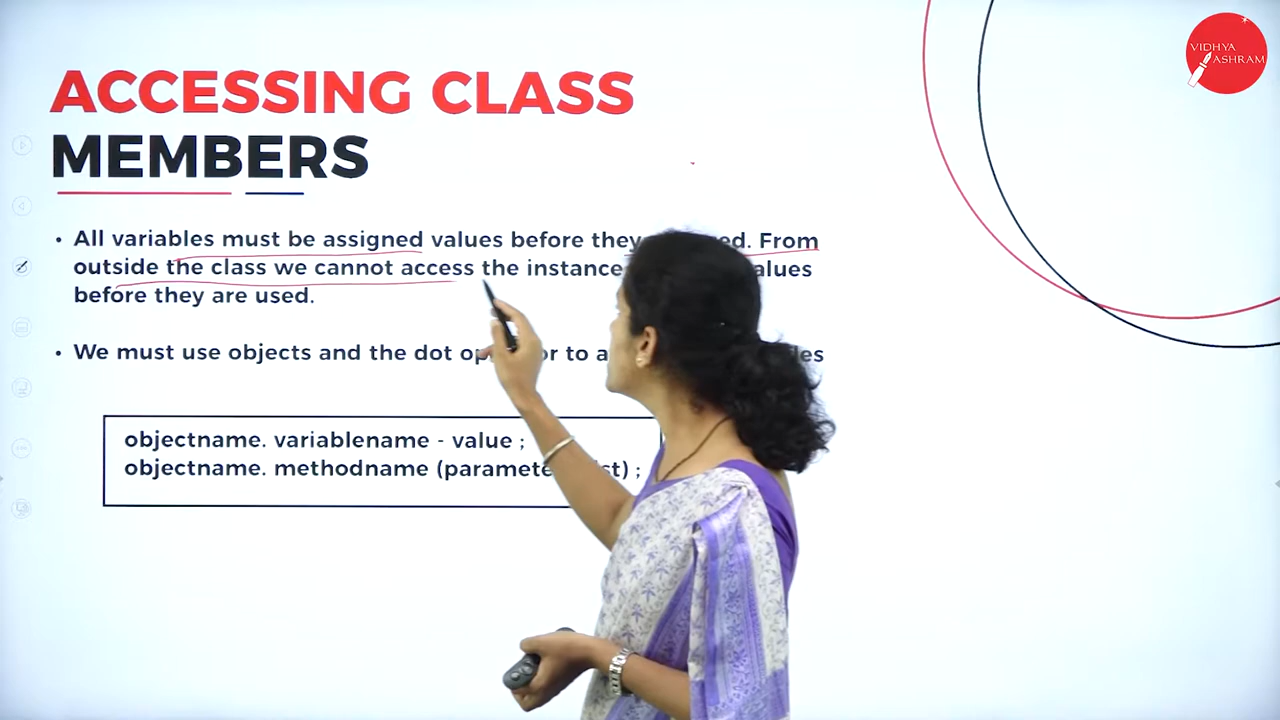 VIDHYA
ASHRAM
ACCESSING CLASS
MEMBERS
• All variables must be assigned values before they ed. From
outside the class we cannot access the instance alues
before they are used.
• We must use objects and the dot op or to a les
objectname. variablename - value ;
objectname. methodname (paramete st) ;